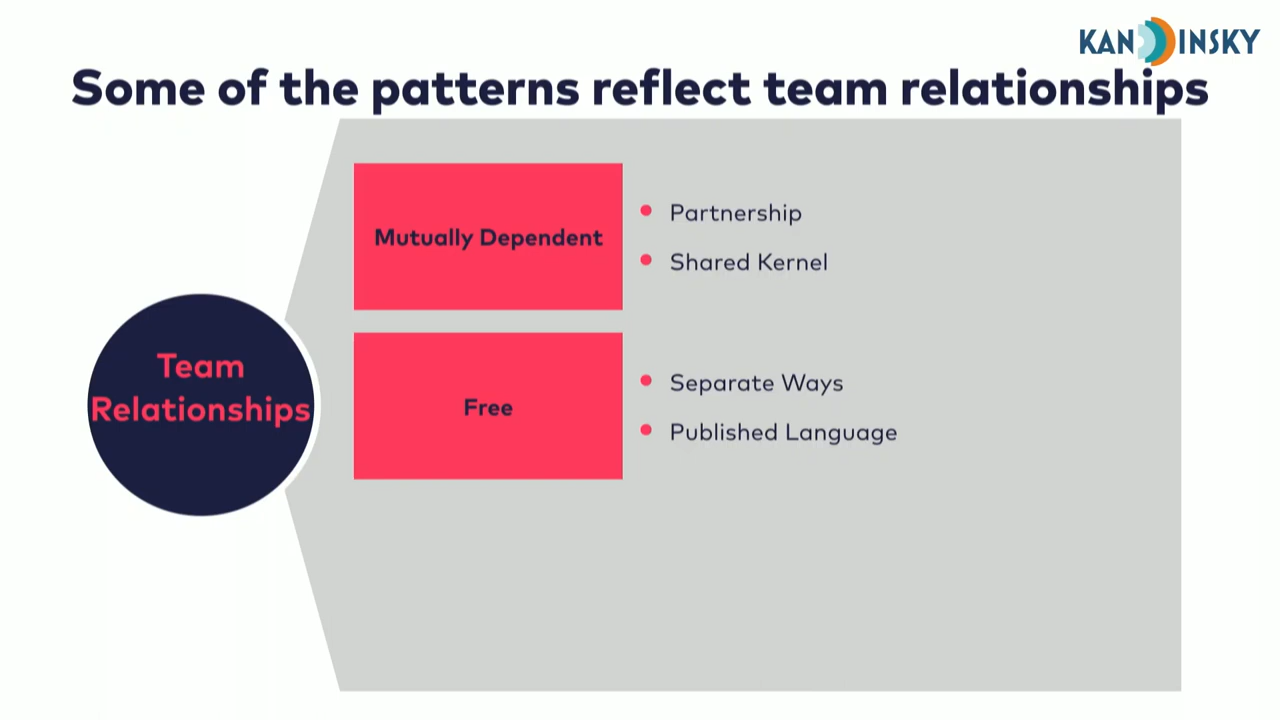 KANDINSKY
Some of the patterns reflect team relationships
Mutually Dependent
Partnership
Shared Kernel
Team
Relationships
Free
Separate Ways
Published Language